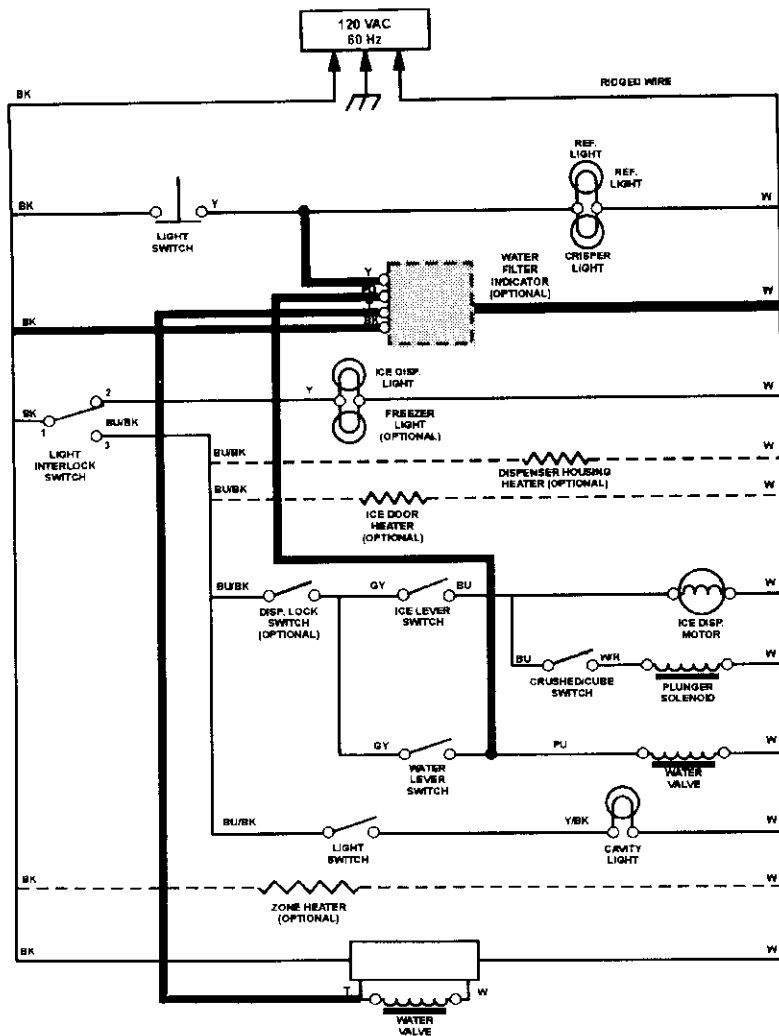 120 VAC
60 Hz
BK
RIDGED WIRE
REF.
LIGHT
REF.
LIGHT
BK
Y
W
LIGHT
SWITCH
CRISPER
LIGHT
WATER
FILTER
INDICATOR
(OPTIONAL)
Y
PU
BK
BK
W
ICE DISP.
LIGHT
2
Y
W
BK
1
BU/BK
3
FREEZER
LIGHT
(OPTIONAL)
LIGHT
INTERLOCK
SWITCH
BU/BK
W
DISPENSER HOUSING
HEATER (OPTIONAL)
BU/BK
W
ICE DOOR
HEATER
(OPTIONAL)
BU/BK
GY
BU
W
DISP. LOCK
SWITCH
(OPTIONAL)
ICE LEVER
SWITCH
ICE DISP.
MOTOR
BU
W/R
W
CRUSHED/CUBE
SWITCH
PLUNGER
SOLENOID
GY
PU
W
WATER
LEVER
SWITCH
WATER
VALVE
BU/BK
Y/BK
W
LIGHT
SWITCH
CAVITY
LIGHT
BK
W
ZONE HEATER
(OPTIONAL)
BK
W
T
W
WATER
VALVE